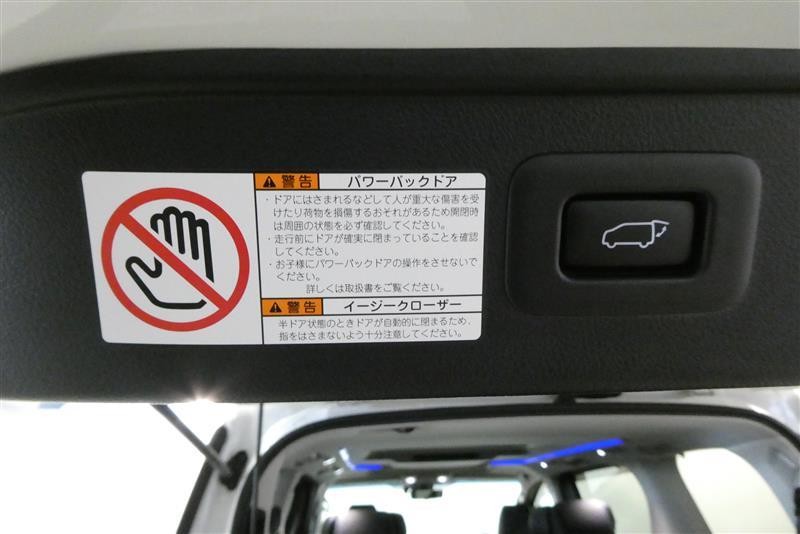 警告 パワーバックドア
・ドアにはさまれるなどして人が重大な傷害を受
けたり荷物を損傷するおそれがあるため開閉時
は周囲の状態を必ず確認してください。
・走行前にドアが確実に閉まっていることを確認
してください。
・お子様にパワーバックドアの操作をさせないで
ください。
詳しくは取扱書をご覧ください。
警告 イージークローザー
半ドア状態のときドアが自動的に閉まるため、
指をはさまないよう十分注意してください。